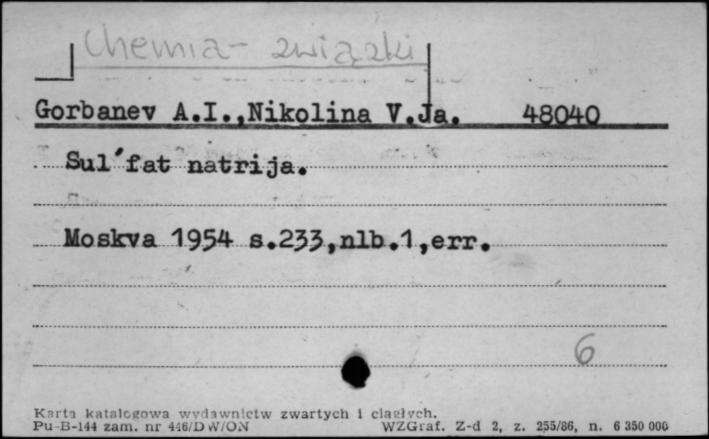 Chemia - związki
Gorbanev A.I.,Nikolina V.Ja. 48040
Sul'fat natrija.
Moskva 1954 s.233,nlb.1,err.
6
Karta katalogowa wydawnictw zwartych i ciągłych.
Pu-B-144 zam. nr 446/DW/ON WZGraf. Z-d 2, z. 255/86, n. 6 350 000